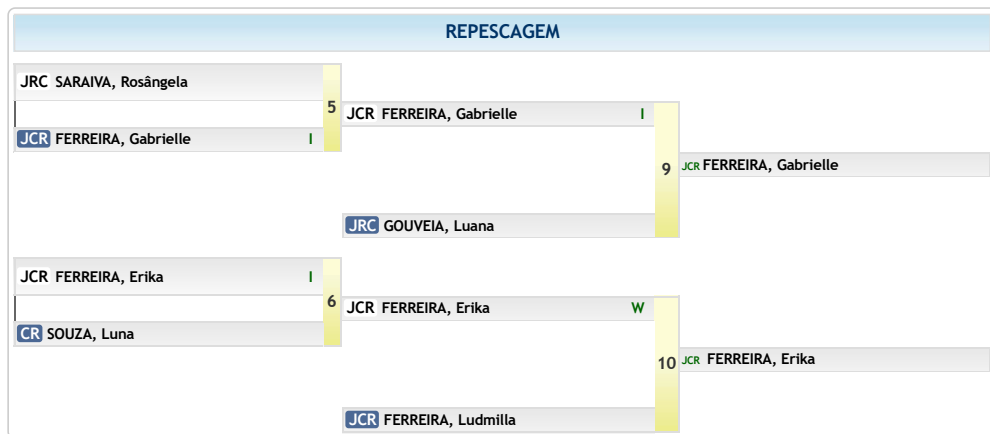 REPESCAGEM
JRC SARAIVA, Rosângela
5
JCR FERREIRA, Gabrielle I
JCR FERREIRA, Gabrielle I
9
JCR FERREIRA, Gabrielle
JRC GOUVEIA, Luana
JCR FERREIRA, Erika I
6
CR SOUZA, Luna
JCR FERREIRA, Erika W
10
JCR FERREIRA, Erika
JCR FERREIRA, Ludmilla